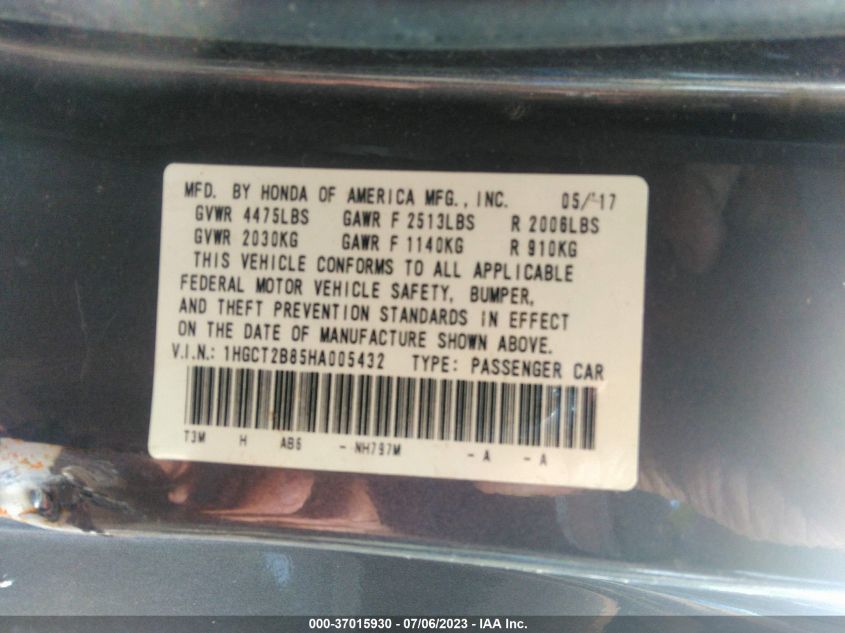 MFD. BY HONDA OF AMERICA MFG., INC. 05/17
GVWR 4475LBS GAWR F 2513LBS R 2006LBS
GVWR 2030KG GAWR F 1140KG R 910KG
THIS VEHICLE CONFORMS TO ALL APPLICABLE
FEDERAL MOTOR VEHICLE SAFETY, BUMPER,
AND THEFT PREVENTION STANDARDS IN EFFECT
ON THE DATE OF MANUFACTURE SHOWN ABOVE.
V.I.N.: 1HGCT2B85HA005432 TYPE: PASSENGER CAR
T3M H AB6 - NH797M - A - A
000-37015930 - 07/06/2023 - IAA Inc.